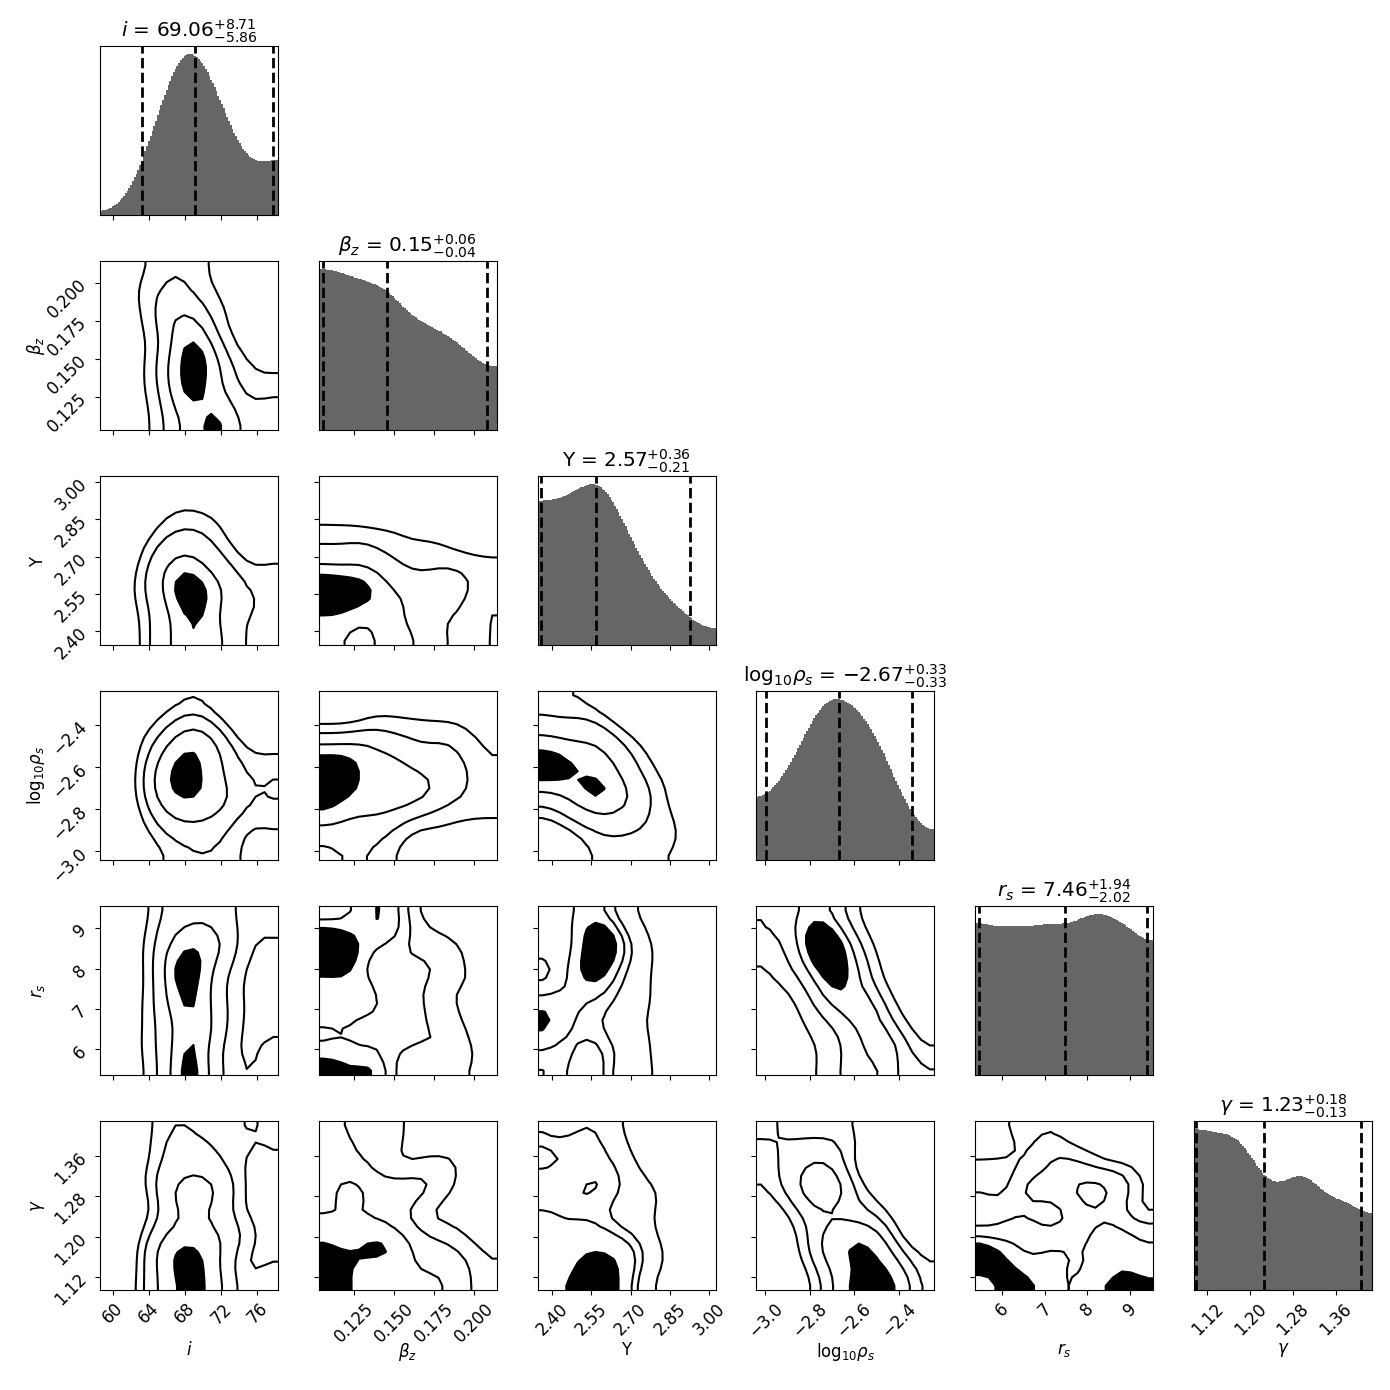 i = 69.06 +8.71 −5.86
0.200
0.175
0.150
0.125
β_z
β_z = 0.15 +0.06 −0.04
3.00
2.85
2.70
2.55
2.40
Y
Y = 2.57 +0.36 −0.21
−2.4
−2.6
−2.8
−3.0
log₁₀ρ_s
log₁₀ρ_s = −2.67 +0.33 −0.33
9
8
7
6
r_s
r_s = 7.46 +1.94 −2.02
1.36
1.28
1.20
1.12
γ
γ = 1.23 +0.18 −0.13
60 64 68 72 76
0.125 0.150 0.175 0.200
2.40 2.55 2.70 2.85 3.00
−3.0 −2.8 −2.6 −2.4
6 7 8 9
1.12 1.20 1.28 1.36
i β_z Y log₁₀ρ_s r_s γ